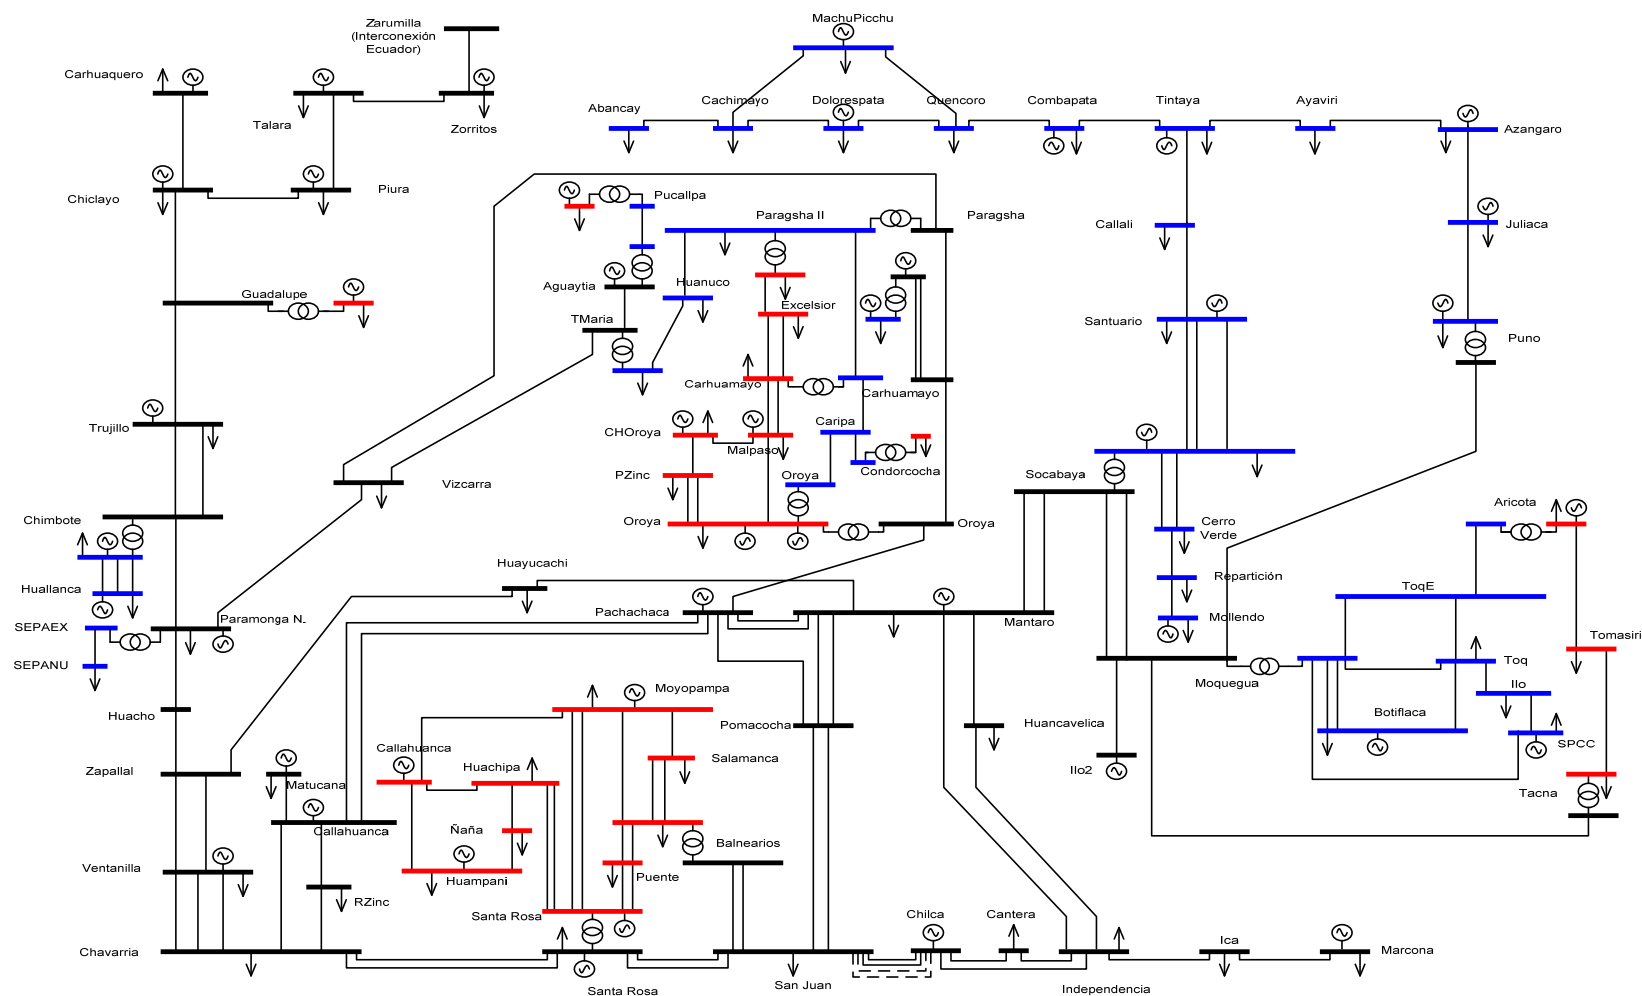 MachuPicchu
Zarumilla
(Interconexión
Ecuador)
Carhuaquero
Talara
Zorritos
Abancay
Cachimayo
Dolorespata
Quencoro
Combapata
Tintaya
Ayaviri
Azangaro
Chiclayo
Piura
Pucallpa
Paragsha II
Paragsha
Callali
Juliaca
Guadalupe
Aguaytia
Huanuco
Excelsior
TMaria
Santuario
Puno
Carhuamayo
Carhuamayo
Trujillo
CHOroya
Malpaso
Caripa
Vizcarra
PZinc
Oroya
Condorcocha
Socabaya
Aricota
Chimbote
Oroya
Oroya
Cerro
Verde
Huayucachi
Repartición
ToqE
Huallanca
SEPAEX
Paramonga N.
Pachachaca
Mantaro
Mollendo
Tomasiri
SEPANU
Toq
Moquegua
Ilo
Moyopampa
Huacho
Pomacocha
Huancavelica
Botiflaca
SPCC
Callahuanca
Huachipa
Salamanca
Zapallal
Matucana
Ilo2
Tacna
Callahuanca
Ñaña
Balnearios
Ventanilla
Huampani
Puente
RZinc
Santa Rosa
Chilca
Cantera
Chavarria
Ica
Marcona
Santa Rosa
San Juan
Independencia